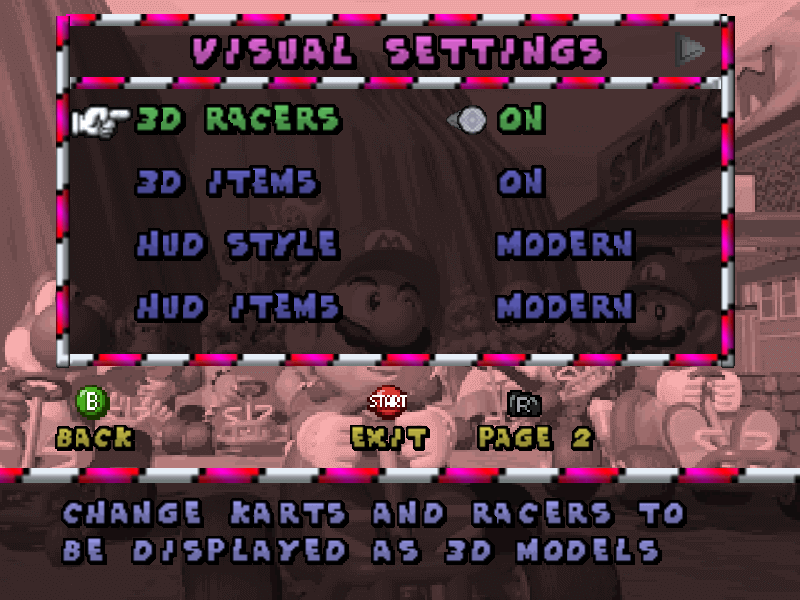 VISUAL SETTINGS
3D RACERS ON
3D ITEMS ON
HUD STYLE MODERN
HUD ITEMS MODERN
STATION
B START R
BACK EXIT PAGE 2
CHANGE KARTS AND RACERS TO
BE DISPLAYED AS 3D MODELS